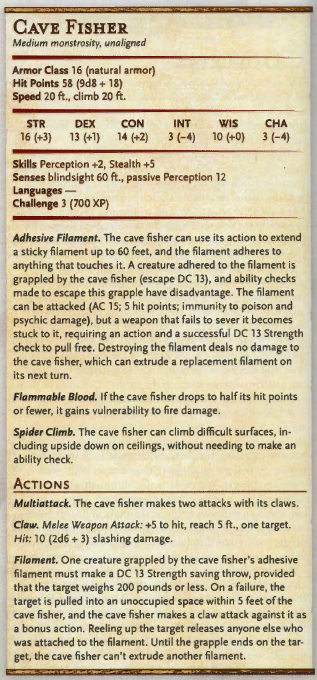 CAVE FISHER
Medium monstrosity, unaligned
Armor Class 16 (natural armor)
Hit Points 58 (9d8 + 18)
Speed 20 ft., climb 20 ft.
STR DEX CON INT WIS CHA
16 (+3) 13 (+1) 14 (+2) 3 (−4) 10 (+0) 3 (−4)
Skills Perception +2, Stealth +5
Senses blindsight 60 ft., passive Perception 12
Languages —
Challenge 3 (700 XP)
Adhesive Filament. The cave fisher can use its action to extend
a sticky filament up to 60 feet, and the filament adheres to
anything that touches it. A creature adhered to the filament is
grappled by the cave fisher (escape DC 13), and ability checks
made to escape this grapple have disadvantage. The filament
can be attacked (AC 15; 5 hit points; immunity to poison and
psychic damage), but a weapon that fails to sever it becomes
stuck to it, requiring an action and a successful DC 13 Strength
check to pull free. Destroying the filament deals no damage to
the cave fisher, which can extrude a replacement filament on
its next turn.
Flammable Blood. If the cave fisher drops to half its hit points
or fewer, it gains vulnerability to fire damage.
Spider Climb. The cave fisher can climb difficult surfaces, in-
cluding upside down on ceilings, without needing to make an
ability check.
ACTIONS
Multiattack. The cave fisher makes two attacks with its claws.
Claw. Melee Weapon Attack: +5 to hit, reach 5 ft., one target.
Hit: 10 (2d6 + 3) slashing damage.
Filament. One creature grappled by the cave fisher's adhesive
filament must make a DC 13 Strength saving throw, provided
that the target weighs 200 pounds or less. On a failure, the
target is pulled into an unoccupied space within 5 feet of the
cave fisher, and the cave fisher makes a claw attack against it as
a bonus action. Reeling up the target releases anyone else who
was attached to the filament. Until the grapple ends on the tar-
get, the cave fisher can't extrude another filament.